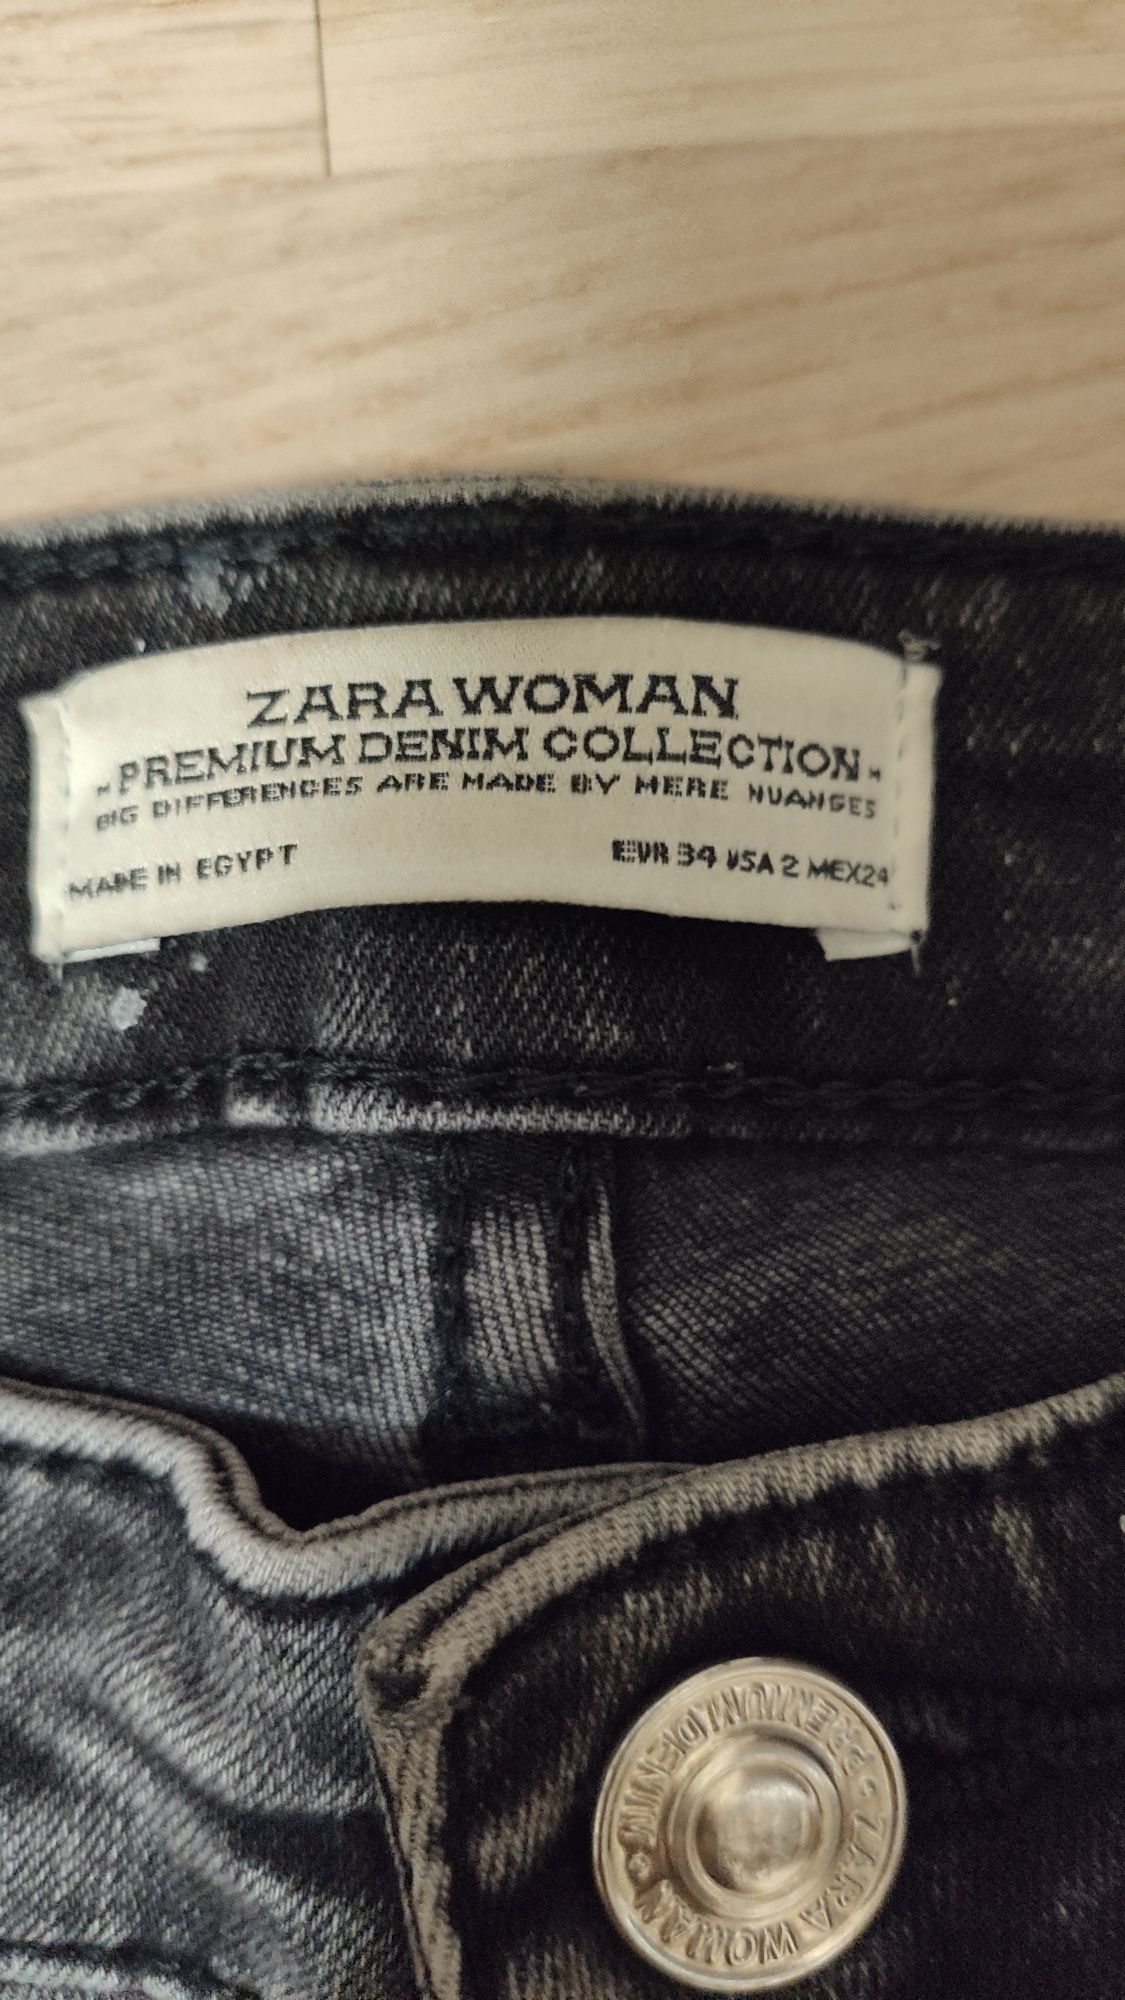 ZARA WOMAN
-PREMIUM DENIM COLLECTION-
BIG DIFFERENCES ARE MADE BY MERE NUANCES
MADE IN EGYPT EUR 34 USA 2 MEX24
ZARA WOMAN • PREMIUM DENIM •